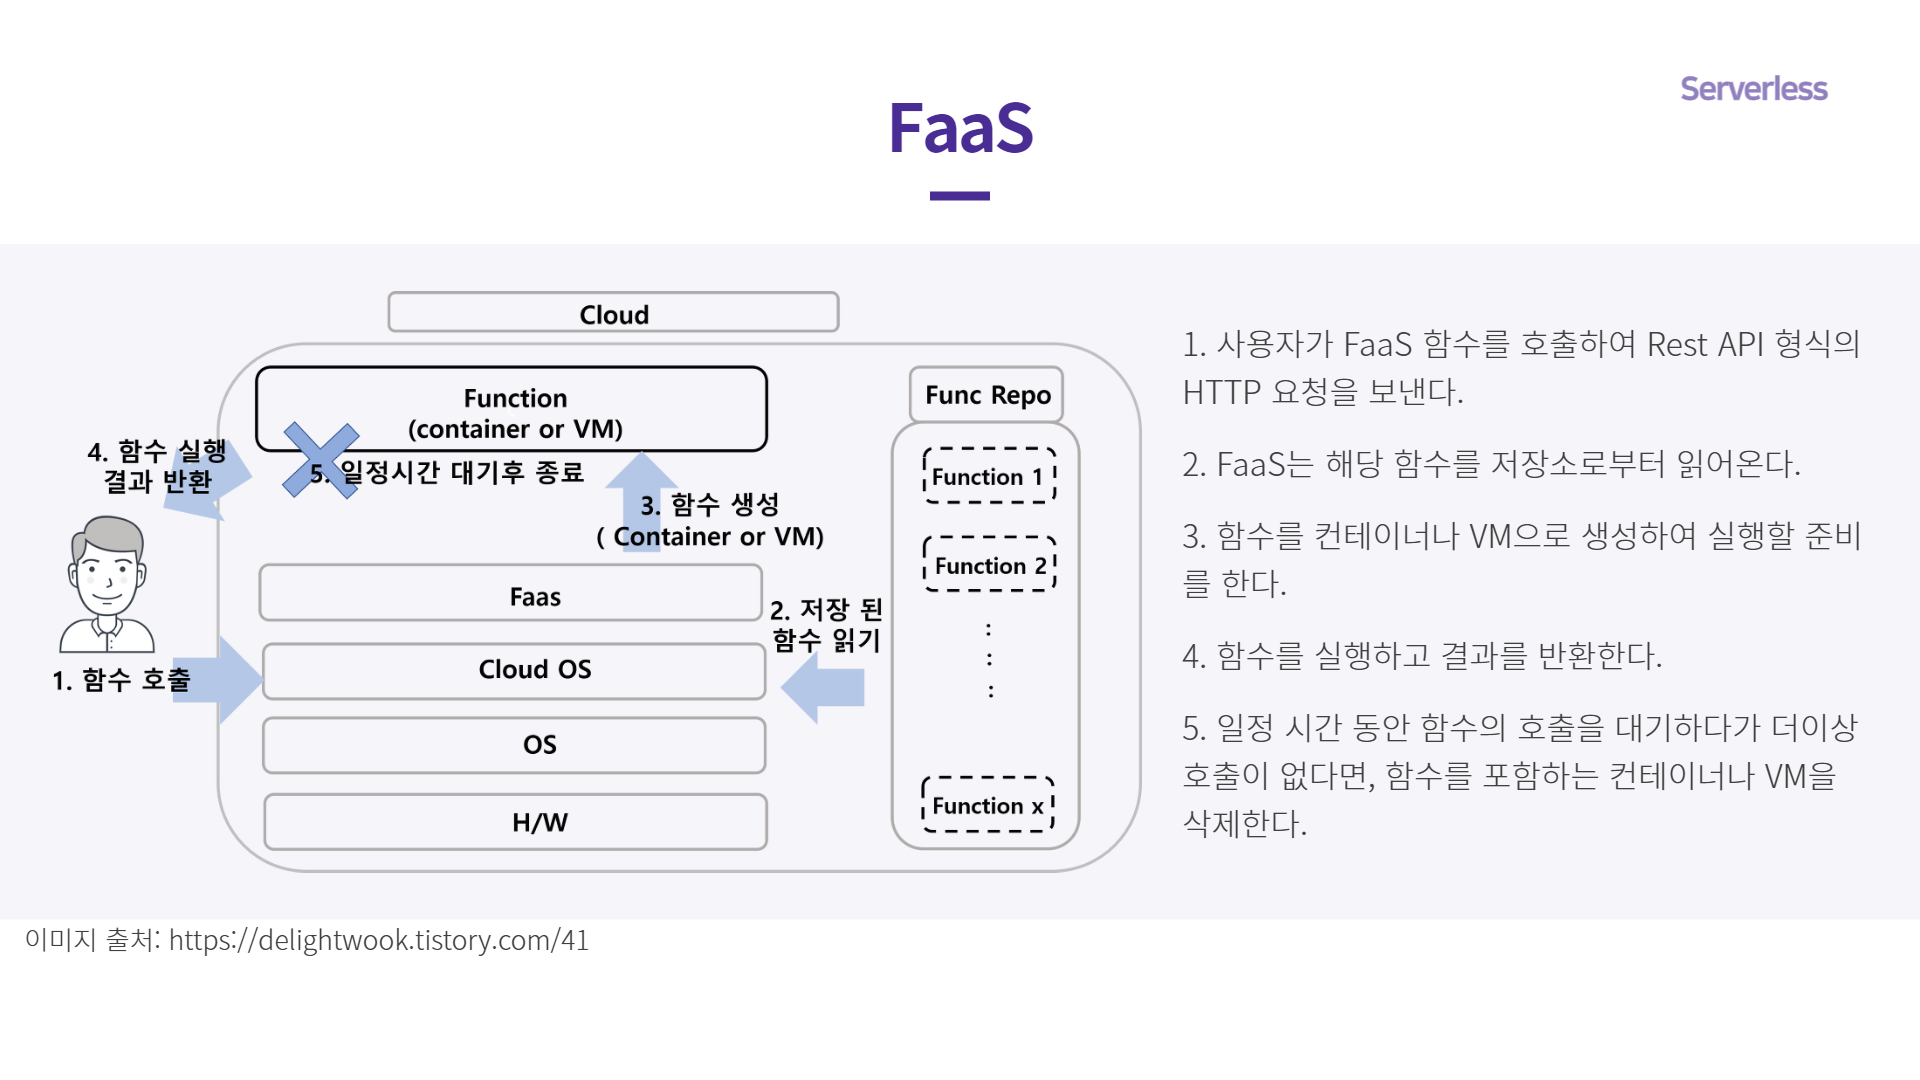 Serverless
FaaS
Cloud
Function
(container or VM)
5. 일정시간 대기후 종료
4. 함수 실행
결과 반환
3. 함수 생성
( Container or VM)
Faas
1. 함수 호출
Cloud OS
OS
H/W
2. 저장 된
함수 읽기
Func Repo
Function 1
Function 2
:
:
:
Function x
1. 사용자가 FaaS 함수를 호출하여 Rest API 형식의
HTTP 요청을 보낸다.
2. FaaS는 해당 함수를 저장소로부터 읽어온다.
3. 함수를 컨테이너나 VM으로 생성하여 실행할 준비
를 한다.
4. 함수를 실행하고 결과를 반환한다.
5. 일정 시간 동안 함수의 호출을 대기하다가 더이상
호출이 없다면, 함수를 포함하는 컨테이너나 VM을
삭제한다.
이미지 출처: https://delightwook.tistory.com/41